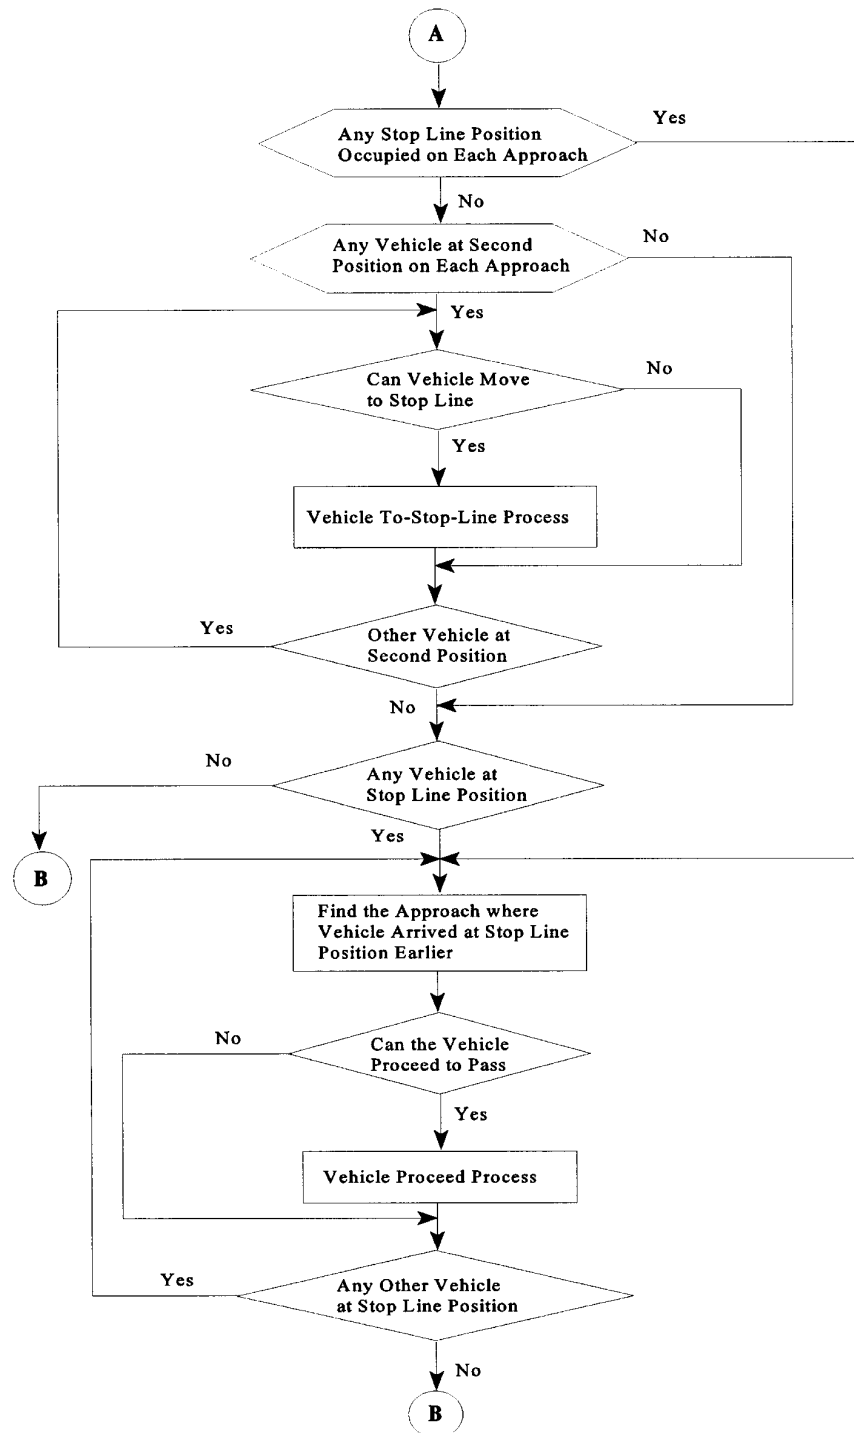 A
Any Stop Line Position
Occupied on Each Approach
Yes
No
Any Vehicle at Second
Position on Each Approach
No
Yes
Can Vehicle Move
to Stop Line
No
Yes
Vehicle To-Stop-Line Process
Yes
Other Vehicle at
Second Position
No
No
Any Vehicle at
Stop Line Position
Yes
B
Find the Approach where
Vehicle Arrived at Stop Line
Position Earlier
No
Can the Vehicle
Proceed to Pass
Yes
Vehicle Proceed Process
Yes
Any Other Vehicle
at Stop Line Position
No
B